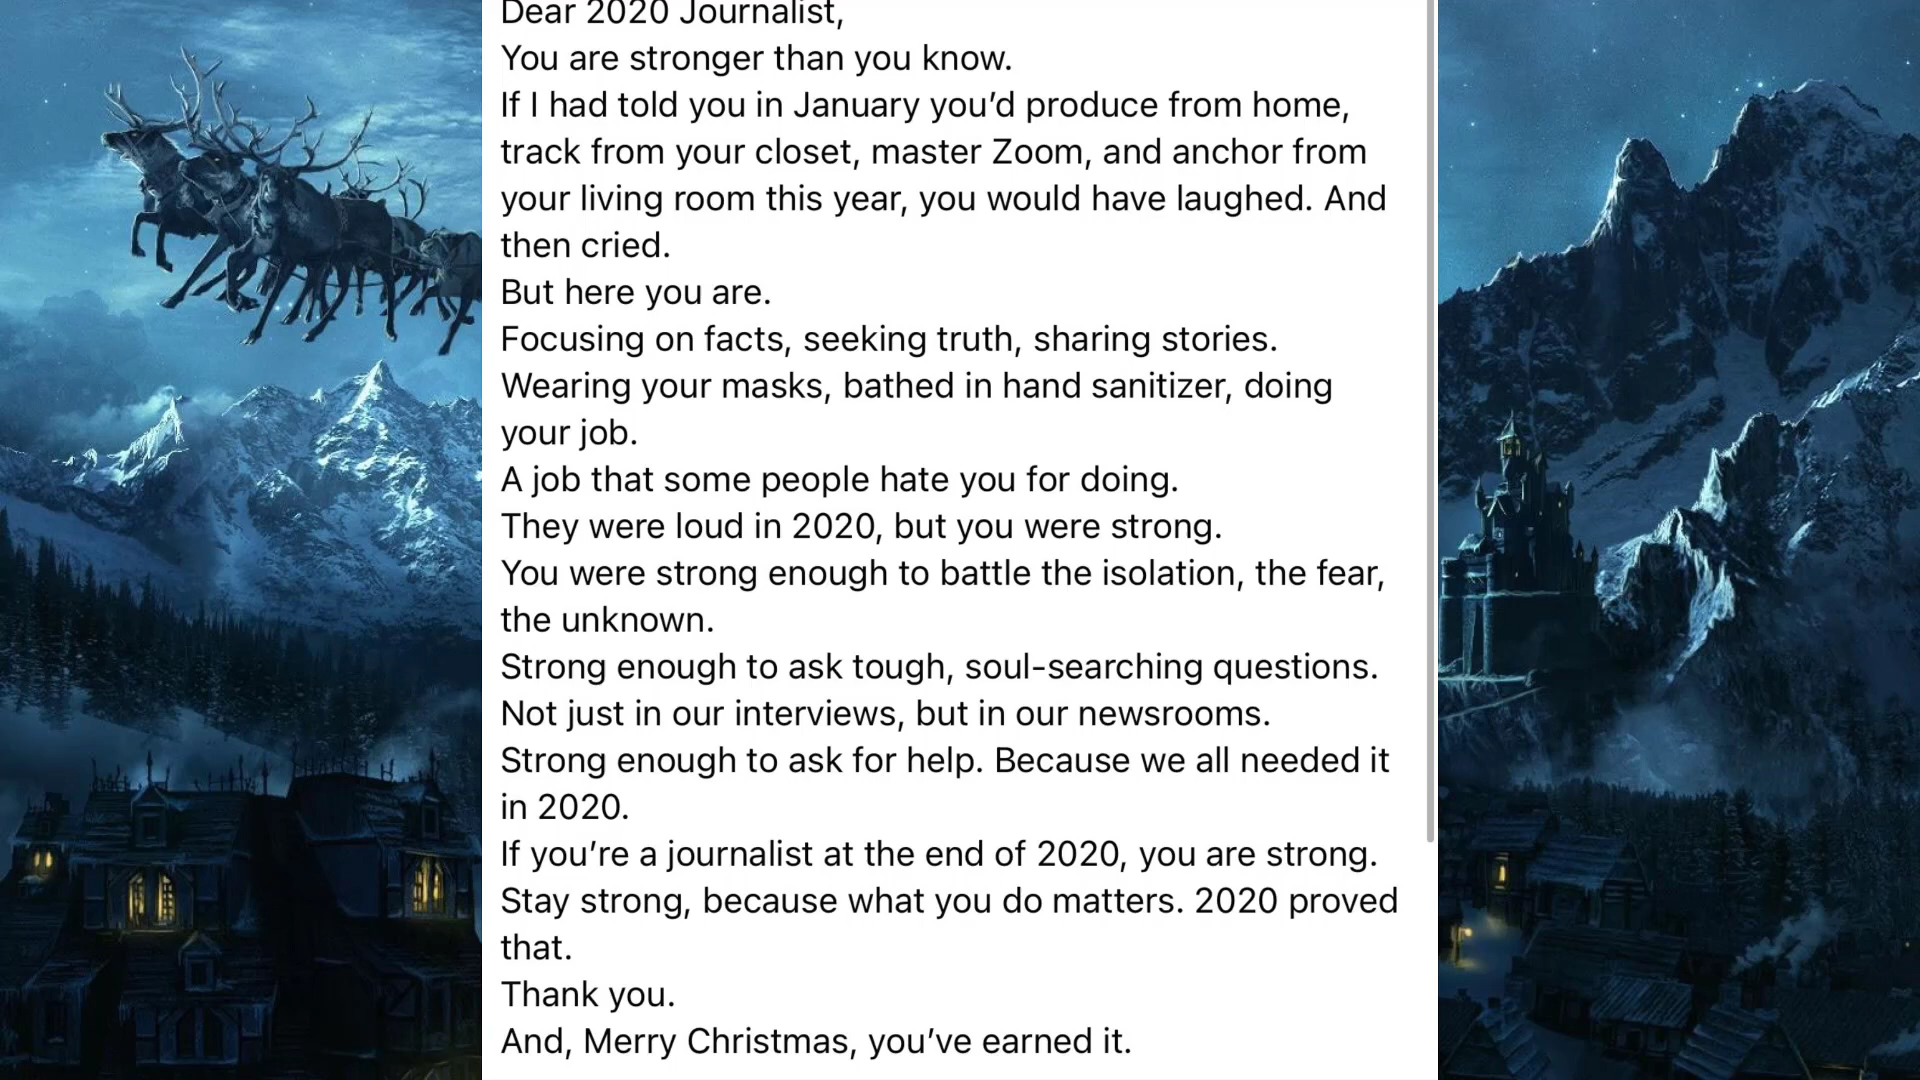 Dear 2020 Journalist,
You are stronger than you know.
If I had told you in January you’d produce from home,
track from your closet, master Zoom, and anchor from
your living room this year, you would have laughed. And
then cried.
But here you are.
Focusing on facts, seeking truth, sharing stories.
Wearing your masks, bathed in hand sanitizer, doing
your job.
A job that some people hate you for doing.
They were loud in 2020, but you were strong.
You were strong enough to battle the isolation, the fear,
the unknown.
Strong enough to ask tough, soul-searching questions.
Not just in our interviews, but in our newsrooms.
Strong enough to ask for help. Because we all needed it
in 2020.
If you’re a journalist at the end of 2020, you are strong.
Stay strong, because what you do matters. 2020 proved
that.
Thank you.
And, Merry Christmas, you’ve earned it.